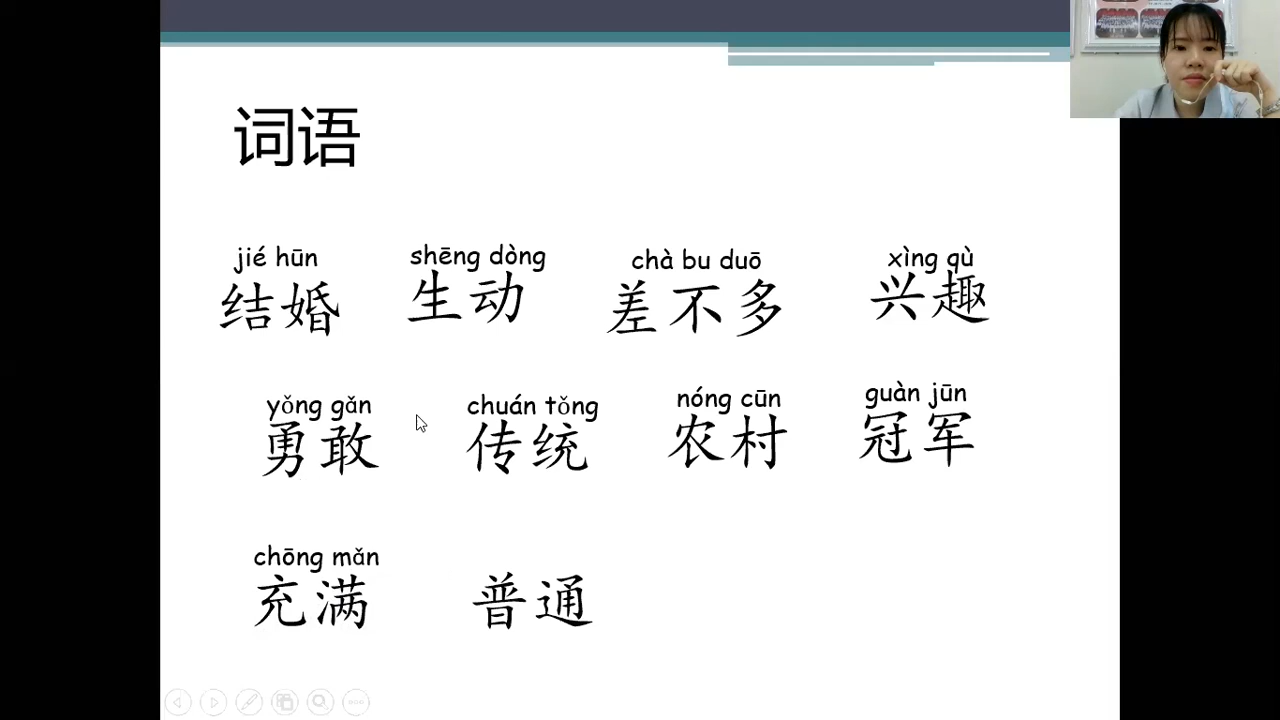 词语
jié hūn shēng dòng chà bu duō xìng qù
结婚 生动 差不多 兴趣
yǒng gǎn chuán tǒng nóng cūn guàn jūn
勇敢 传统 农村 冠军
chōng mǎn
充满 普通